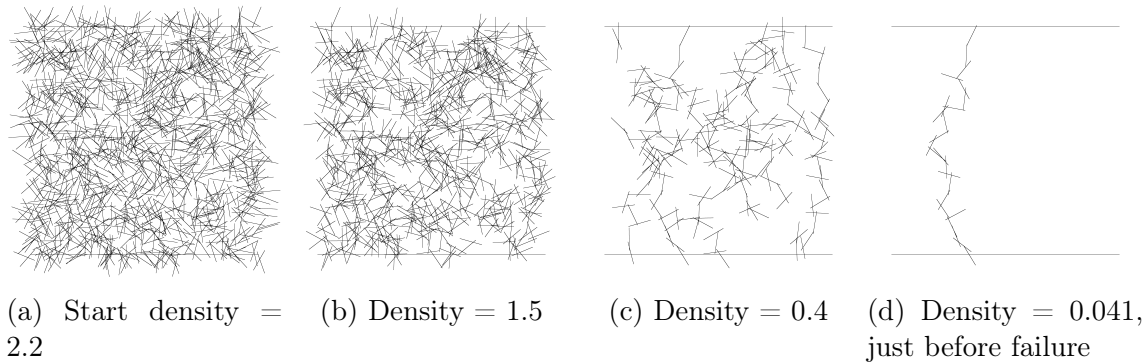 (a) Start density =
2.2
(b) Density = 1.5
(c) Density = 0.4
(d) Density = 0.041,
just before failure